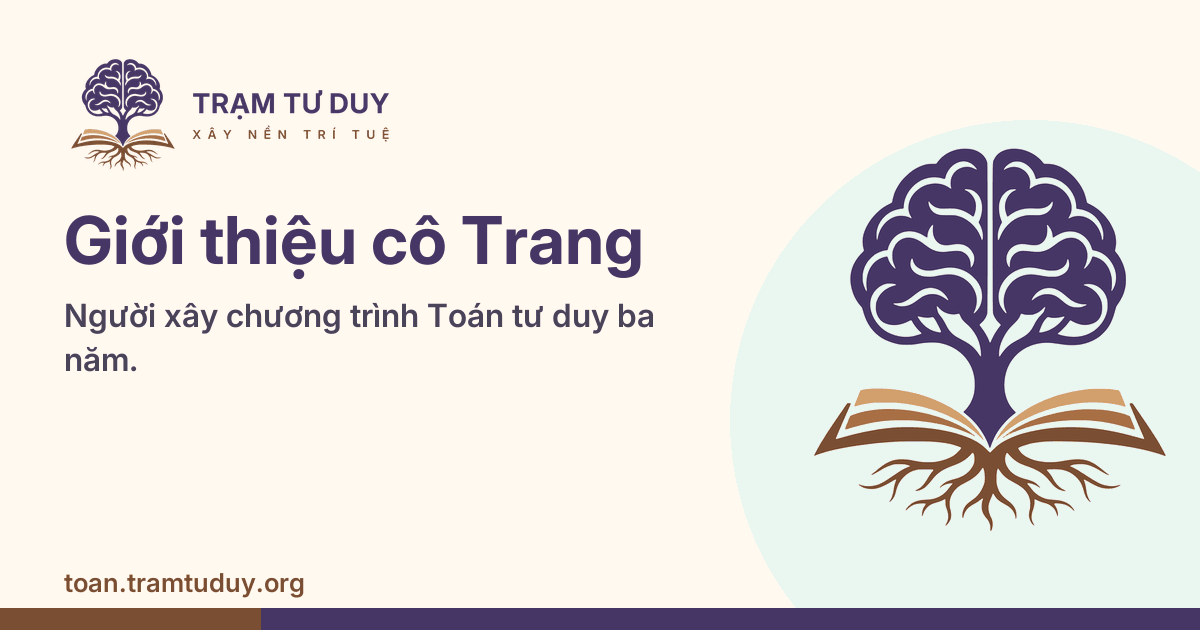 TRẠM TƯ DUY
XÂY NỀN TRÍ TUỆ
Giới thiệu cô Trang
Người xây chương trình Toán tư duy ba
năm.
toan.tramtuduy.org